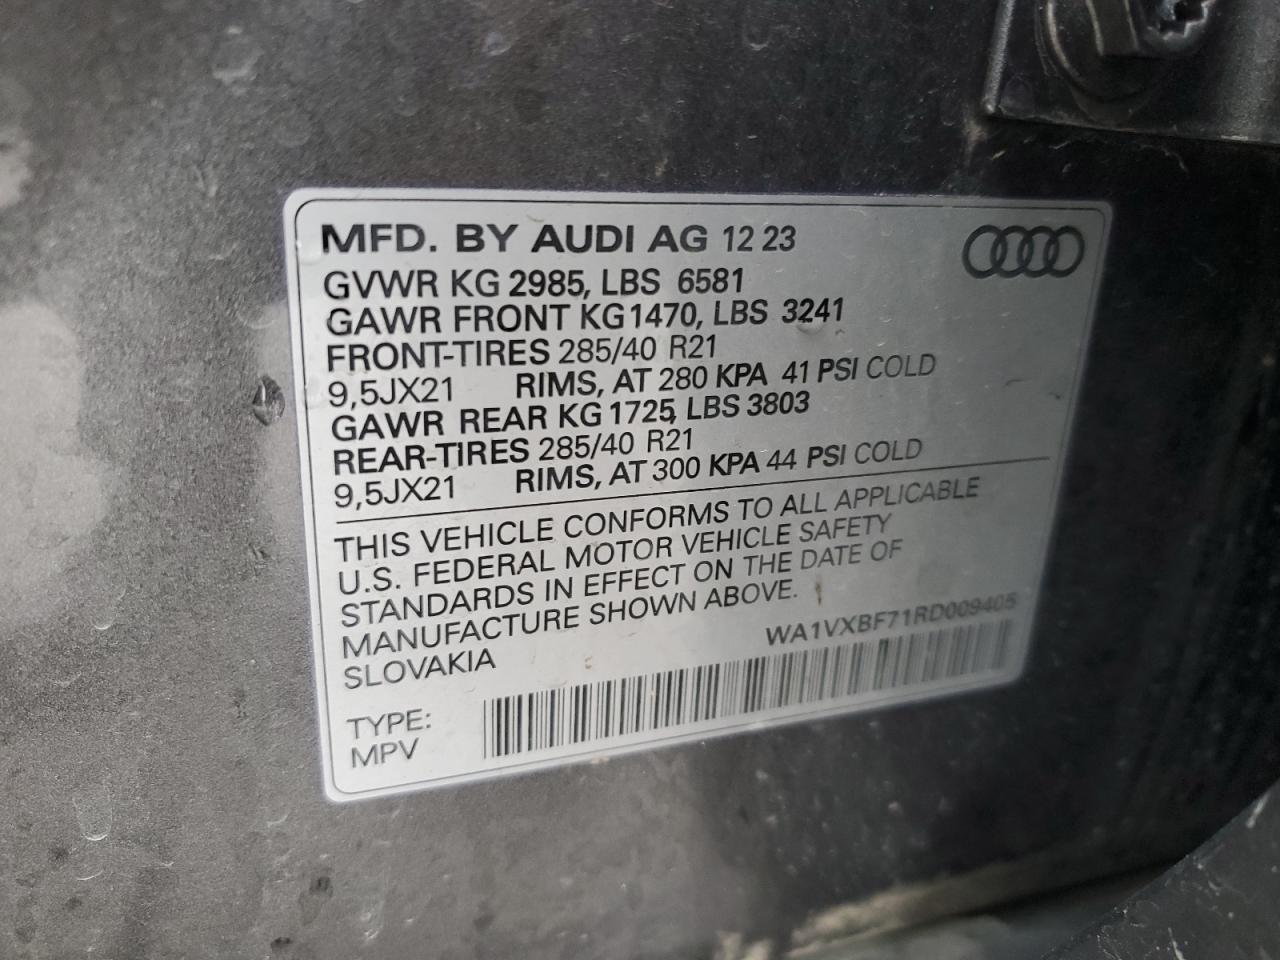 MFD. BY AUDI AG 12 23
GVWR KG 2985, LBS 6581
GAWR FRONT KG 1470, LBS 3241
FRONT-TIRES 285/40 R21
9,5JX21 RIMS, AT 280 KPA 41 PSI COLD
GAWR REAR KG 1725, LBS 3803
REAR-TIRES 285/40 R21
9,5JX21 RIMS, AT 300 KPA 44 PSI COLD
THIS VEHICLE CONFORMS TO ALL APPLICABLE
U.S. FEDERAL MOTOR VEHICLE SAFETY
STANDARDS IN EFFECT ON THE DATE OF
MANUFACTURE SHOWN ABOVE.
SLOVAKIA
WA1VXBF71RD009405
TYPE:
MPV